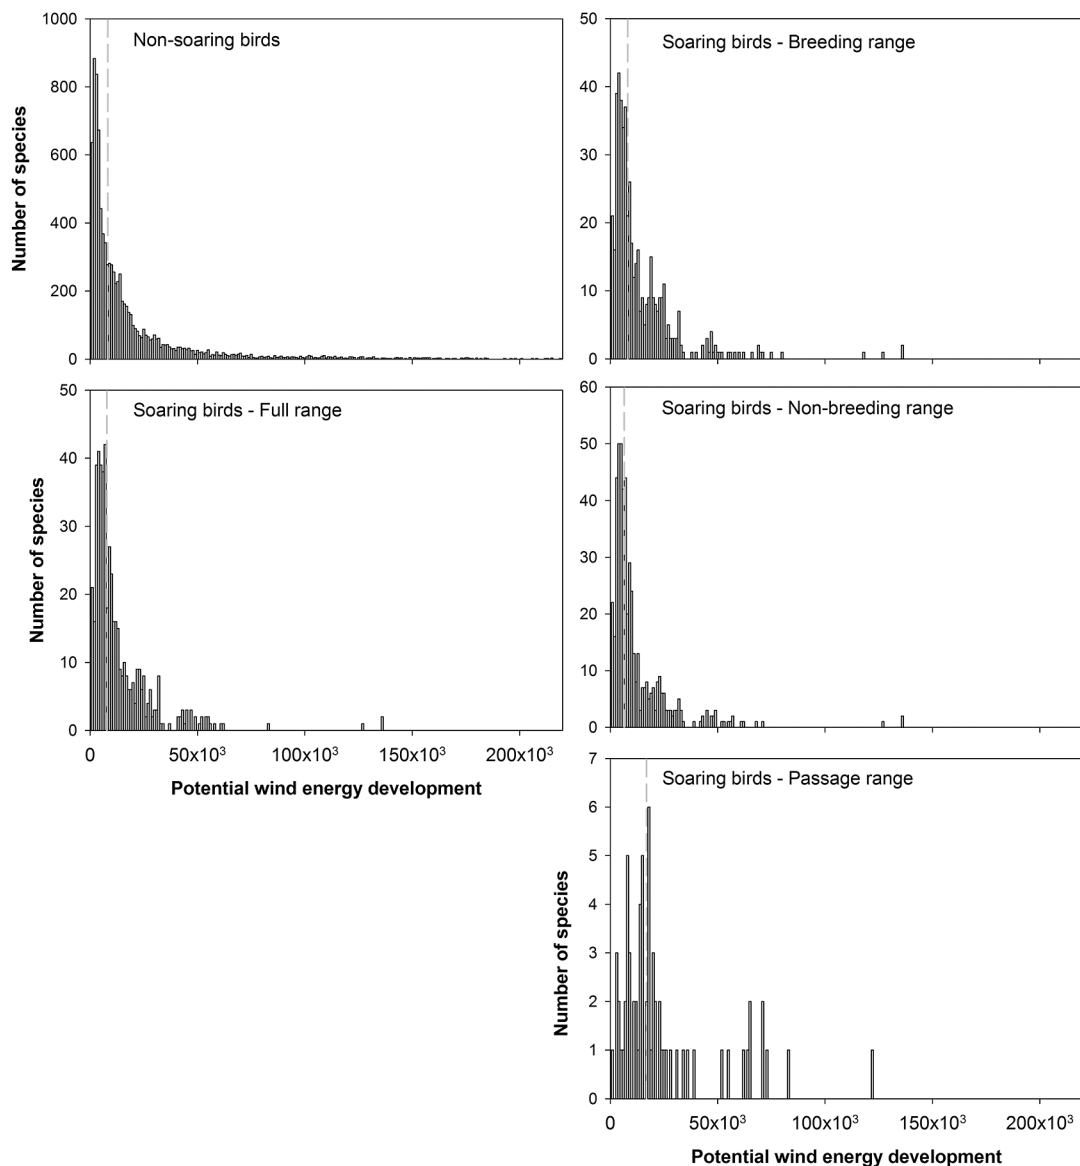 Non-soaring birds
1000
800
600
400
200
0
Number of species
Soaring birds - Breeding range
50
40
30
20
10
0
Soaring birds - Full range
50
40
30
20
10
0
Number of species
0
50x10³
100x10³
150x10³
200x10³
Potential wind energy development
Soaring birds - Non-breeding range
60
50
40
30
20
10
0
Soaring birds - Passage range
7
6
5
4
3
2
1
0
Number of species
0
50x10³
100x10³
150x10³
200x10³
Potential wind energy development